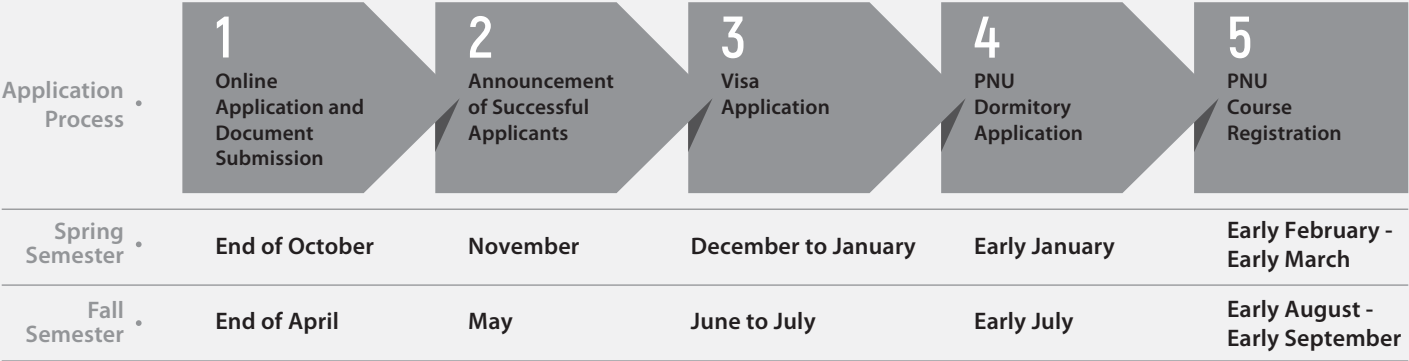 Application
Process •
1
Online
Application and
Document
Submission
2
Announcement
of Successful
Applicants
3
Visa
Application
4
PNU
Dormitory
Application
5
PNU
Course
Registration
Spring
Semester •
End of October
November
December to January
Early January
Early February -
Early March
Fall
Semester •
End of April
May
June to July
Early July
Early August -
Early September